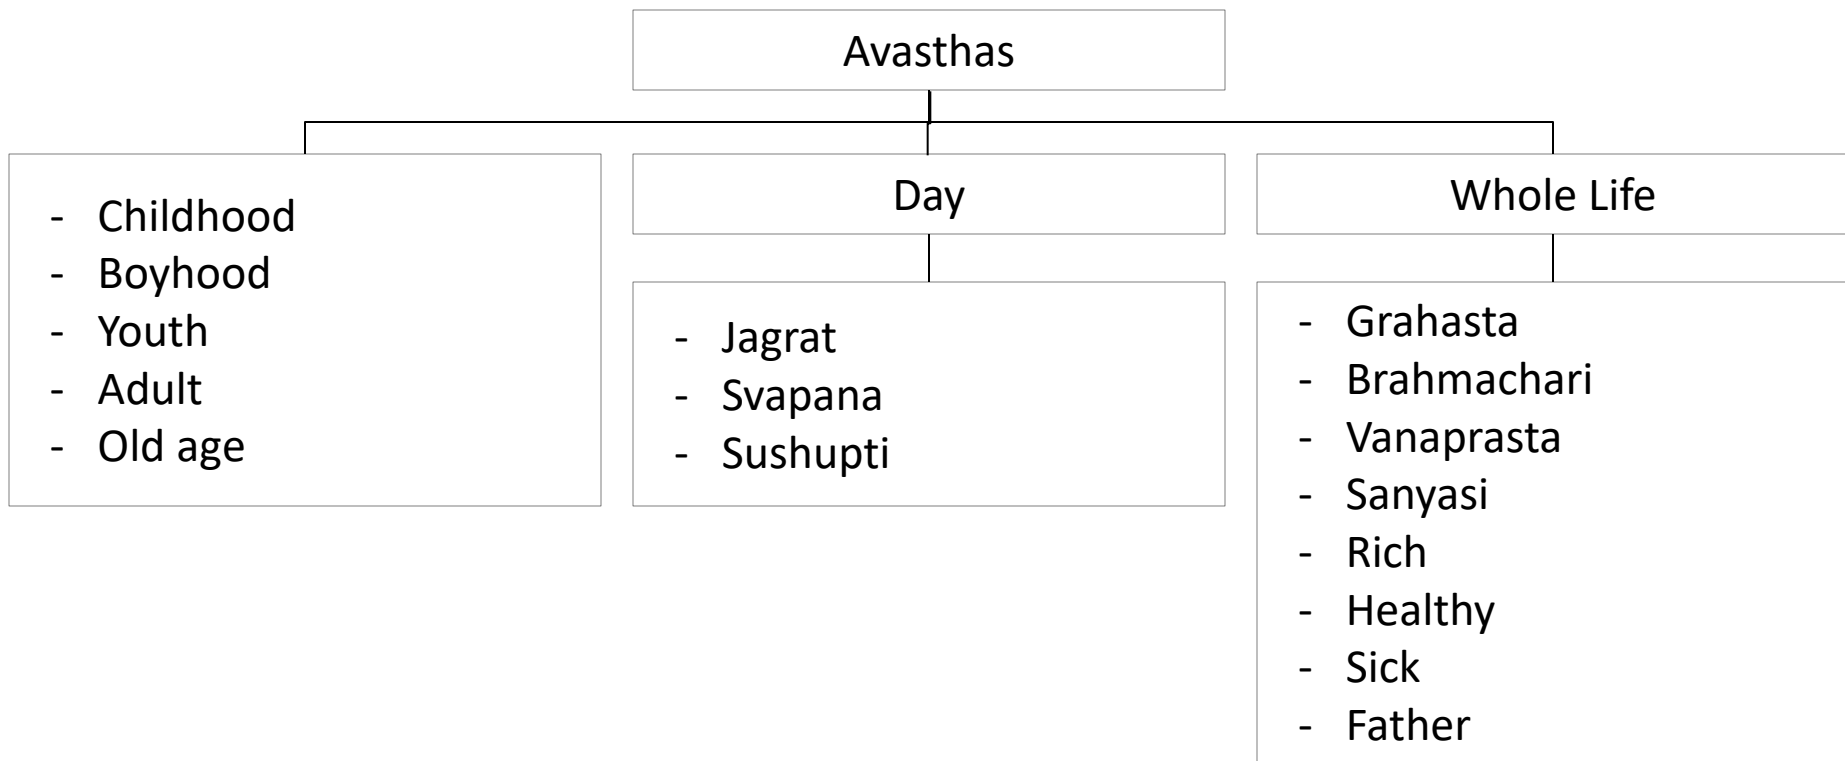 Avasthas
- Childhood
- Boyhood
- Youth
- Adult
- Old age
Day
- Jagrat
- Svapana
- Sushupti
Whole Life
- Grahasta
- Brahmachari
- Vanaprasta
- Sanyasi
- Rich
- Healthy
- Sick
- Father